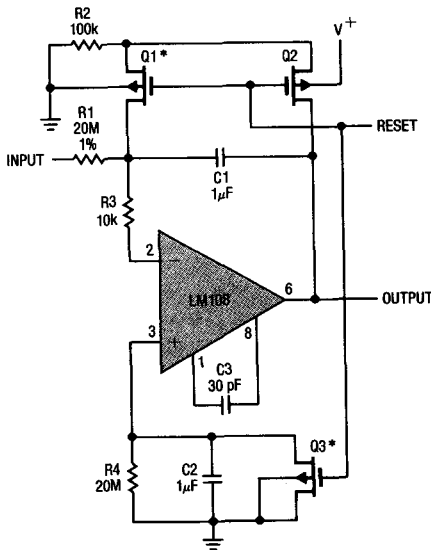 R2
100k
Q1*
Q2
V+
R1
20M
1%
RESET
INPUT
C1
1μF
R3
10k
2
−
LM108
6
OUTPUT
3
+
1
8
C3
30 pF
Q3*
R4
20M
C2
1μF